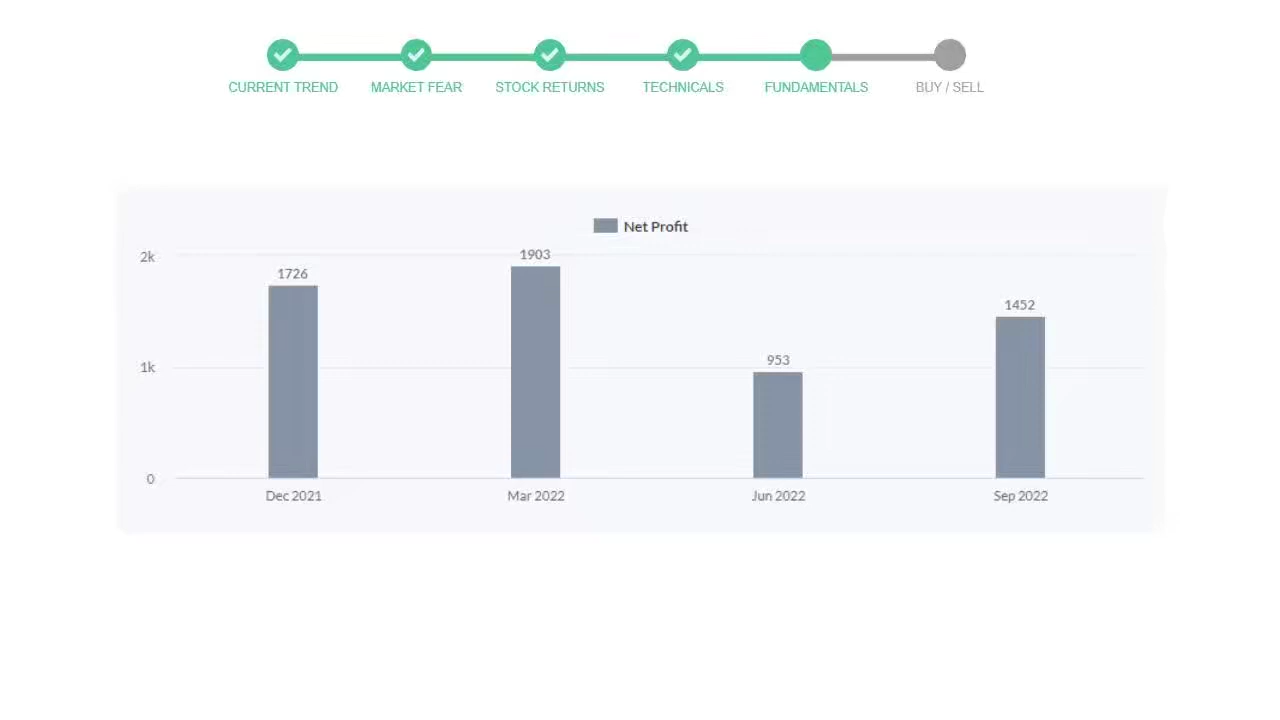 CURRENT TREND MARKET FEAR STOCK RETURNS TECHNICALS FUNDAMENTALS BUY / SELL
Net Profit
2k
1903
1726
1452
953
1k
0
Dec 2021 Mar 2022 Jun 2022 Sep 2022